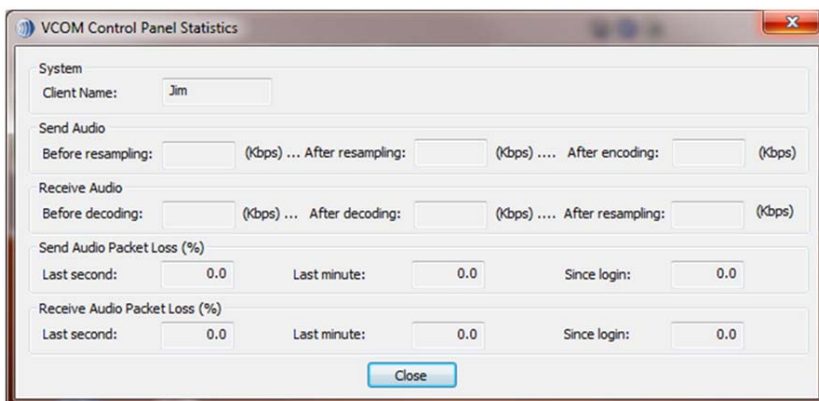 VCOM Control Panel Statistics
System
Client Name: Jim
Send Audio
Before resampling: (Kbps) ... After resampling: (Kbps) .... After encoding: (Kbps)
Receive Audio
Before decoding: (Kbps) ... After decoding: (Kbps) .... After resampling: (Kbps)
Send Audio Packet Loss (%)
Last second: 0.0 Last minute: 0.0 Since login: 0.0
Receive Audio Packet Loss (%)
Last second: 0.0 Last minute: 0.0 Since login: 0.0
Close